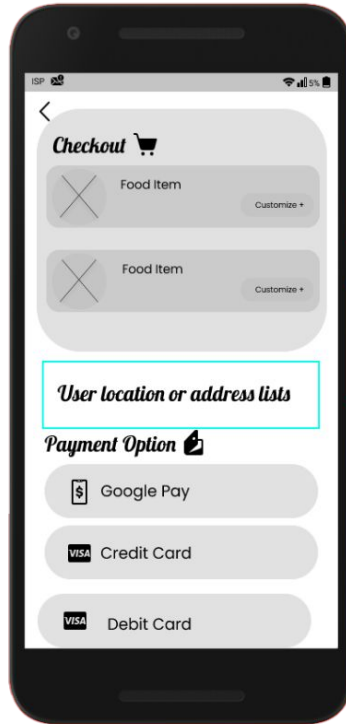 ISP 5%
Checkout
Food Item
Customize +
Food Item
Customize +
User location or address lists
Payment Option
$ Google Pay
VISA Credit Card
VISA Debit Card